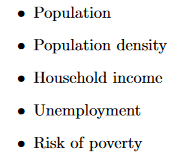 • Population
• Population density
• Household income
• Unemployment
• Risk of poverty